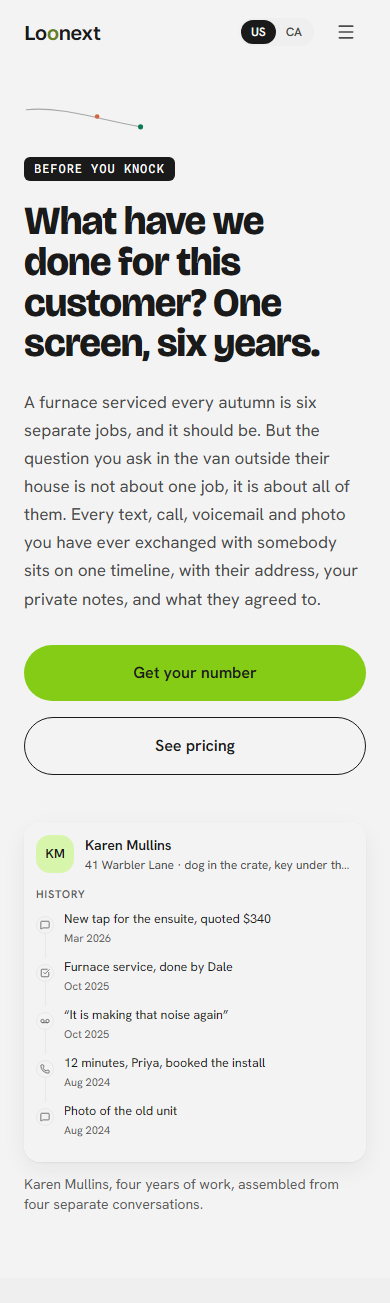 Loonext
US CA
BEFORE YOU KNOCK
What have we
done for this
customer? One
screen, six years.
A furnace serviced every autumn is six
separate jobs, and it should be. But the
question you ask in the van outside their
house is not about one job, it is about all of
them. Every text, call, voicemail and photo
you have ever exchanged with somebody
sits on one timeline, with their address, your
private notes, and what they agreed to.
Get your number
See pricing
KM
Karen Mullins
41 Warbler Lane · dog in the crate, key under th...
HISTORY
New tap for the ensuite, quoted $340
Mar 2026
Furnace service, done by Dale
Oct 2025
“It is making that noise again”
Oct 2025
12 minutes, Priya, booked the install
Aug 2024
Photo of the old unit
Aug 2024
Karen Mullins, four years of work, assembled from
four separate conversations.